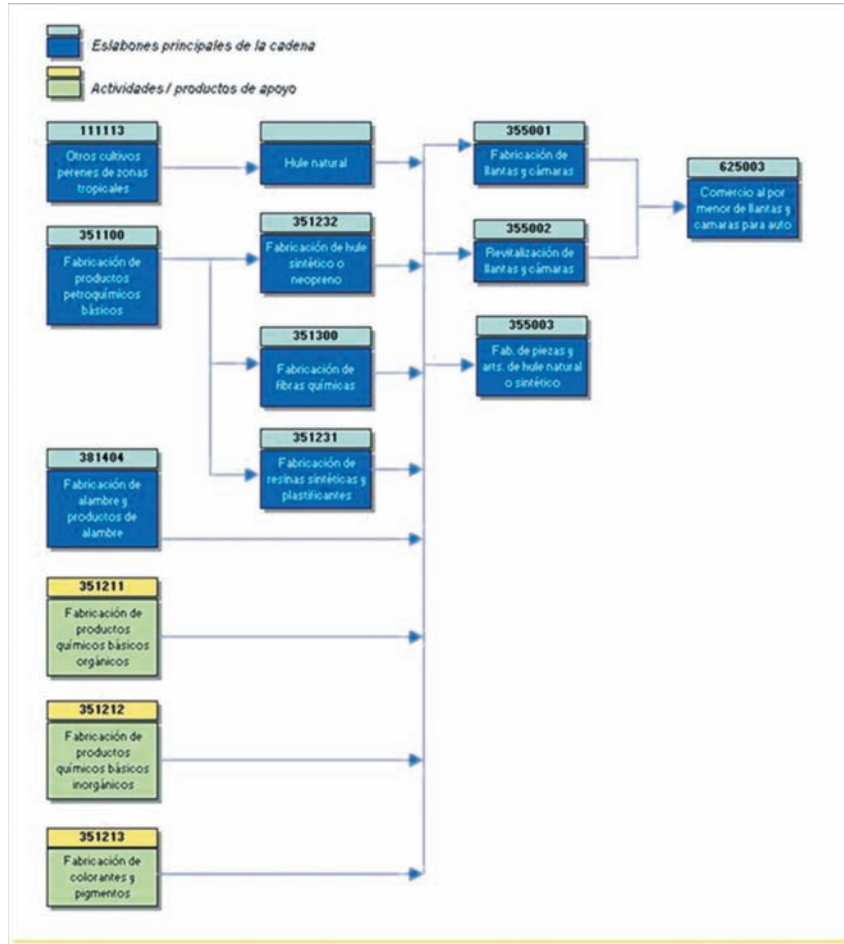 Eslabones principales de la cadena
Actividades / productos de apoyo
111113
Otros cultivos
perenes de zonas
tropicales
Hule natural
355001
Fabricación de
llantas y cámaras
625003
Comercio al por
menor de llantas y
camaras para auto
351100
Fabricación de
productos
petroquímicos
básicos
351232
Fabricación de hule
sintético o
neopreno
355002
Revitalización de
llantas y cámaras
351300
Fabricación de
fibras químicas
355003
Fab. de piezas y
arts. de hule natural
o sintético
381404
Fabricación de
alambre y
productos de
alambre
351231
Fabricación de
resinas sintéticas y
plastificantes
351211
Fabricación de
productos
químicos básicos
orgánicos
351212
Fabricación de
productos
químicos básicos
inorgánicos
351213
Fabricación de
colorantes y
pigmentos